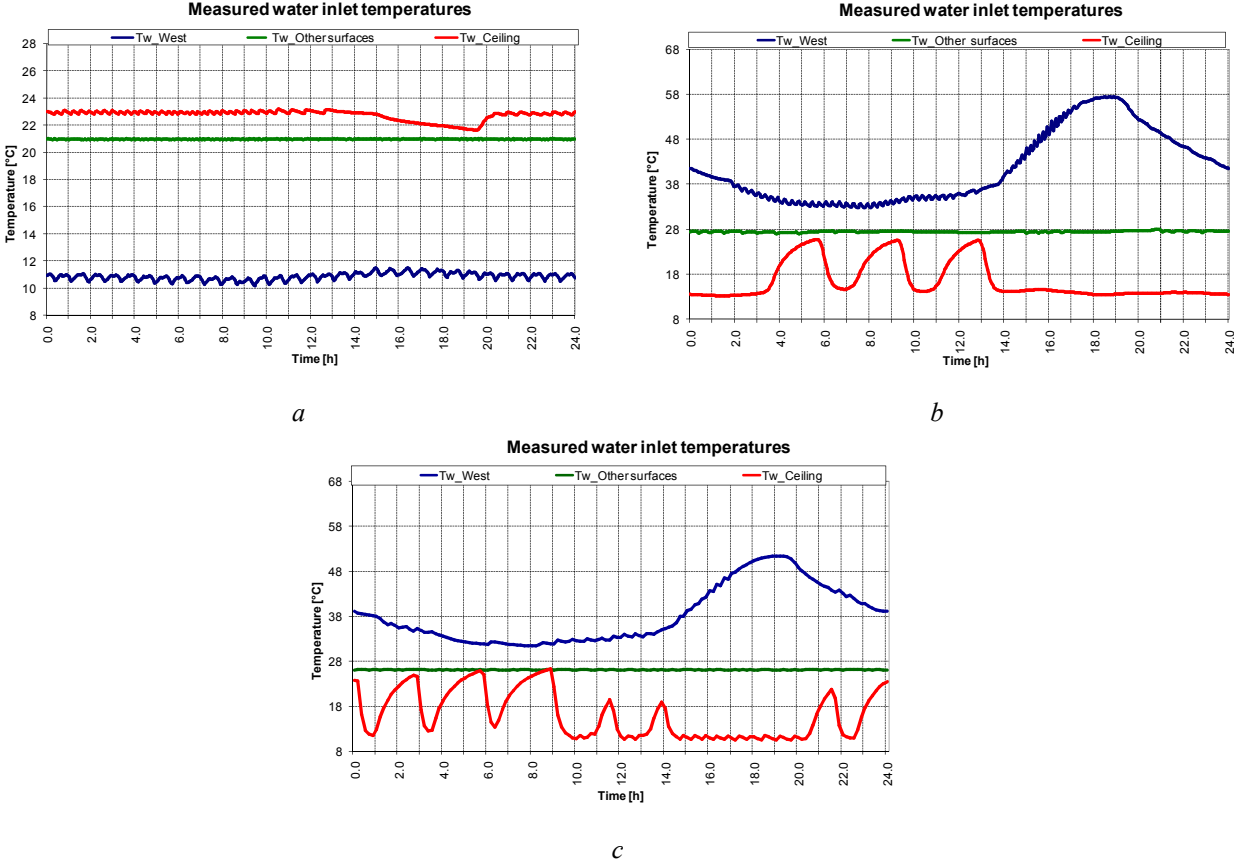 Measured water inlet temperatures
Tw_West Tw_Other surfaces Tw_Ceiling
Temperature [°C]
28
26
24
22
20
18
16
14
12
10
8
0.0 2.0 4.0 6.0 8.0 10.0 12.0 14.0 16.0 18.0 20.0 22.0 24.0
Time [h]
a
Measured water inlet temperatures
Tw_West Tw_Other surfaces Tw_Ceiling
Temperature [°C]
68
58
48
38
28
18
8
0.0 2.0 4.0 6.0 8.0 10.0 12.0 14.0 16.0 18.0 20.0 22.0 24.0
Time [h]
b
Measured water inlet temperatures
Tw_West Tw_Other surfaces Tw_Ceiling
Temperature [°C]
68
58
48
38
28
18
8
0.0 2.0 4.0 6.0 8.0 10.0 12.0 14.0 16.0 18.0 20.0 22.0 24.0
Time [h]
c